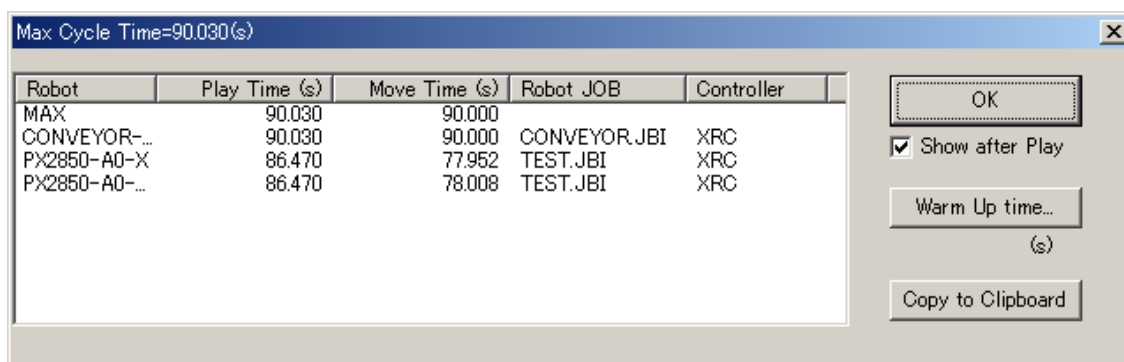 Max Cycle Time=90.030(s)
Robot Play Time (s) Move Time (s) Robot JOB Controller
MAX 90.030 90.000
CONVEYOR-... 90.030 90.000 CONVEYOR.JBI XRC
PX2850-A0-X 86.470 77.952 TEST.JBI XRC
PX2850-A0-... 86.470 78.008 TEST.JBI XRC
OK
Show after Play
Warm Up time...
(s)
Copy to Clipboard